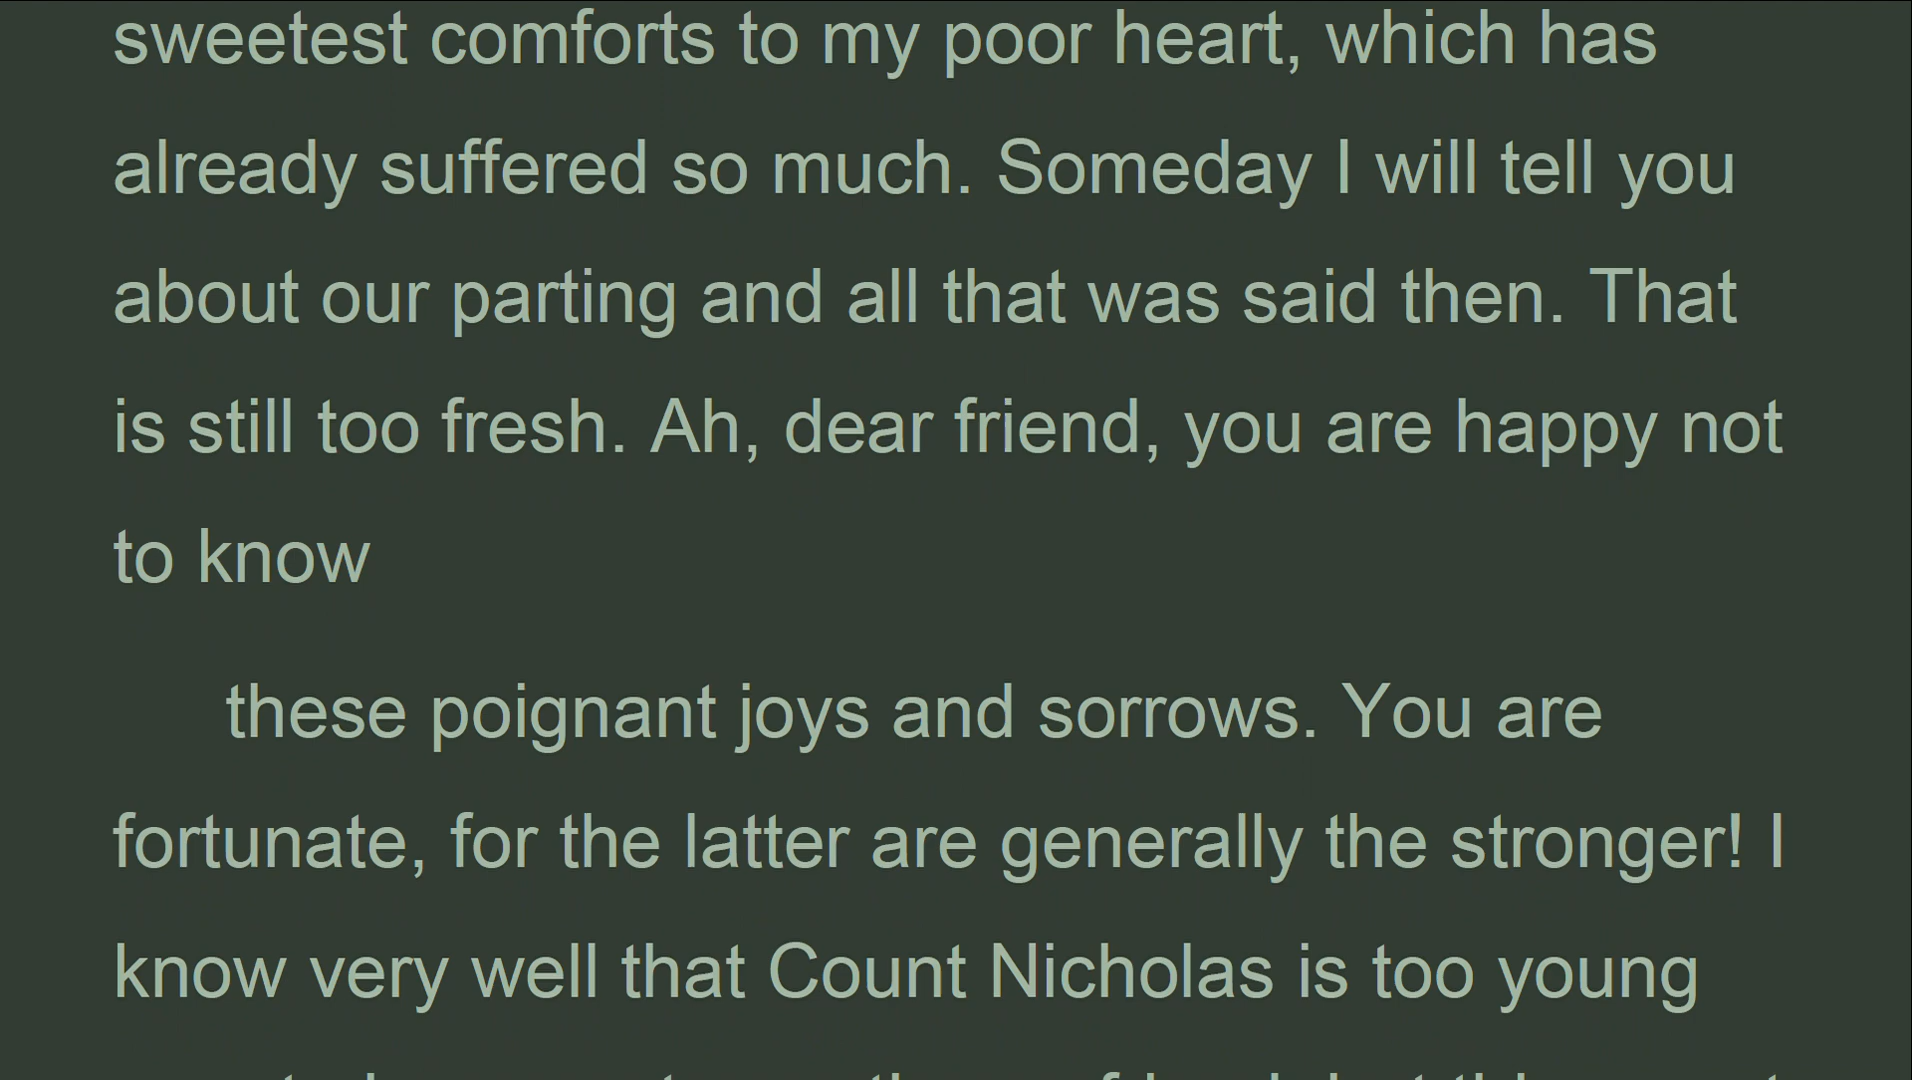 sweetest comforts to my poor heart, which has
already suffered so much. Someday I will tell you
about our parting and all that was said then. That
is still too fresh. Ah, dear friend, you are happy not
to know
these poignant joys and sorrows. You are
fortunate, for the latter are generally the stronger! I
know very well that Count Nicholas is too young